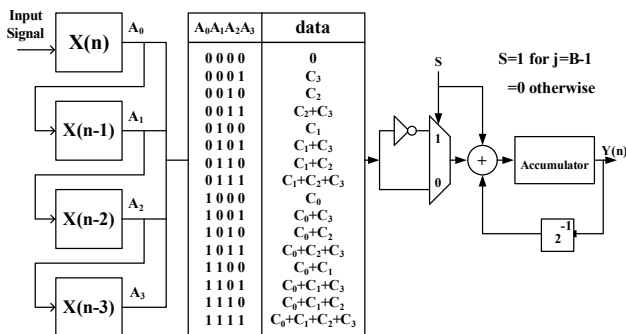 Input
Signal
X(n)
A₀
X(n-1)
A₁
X(n-2)
A₂
X(n-3)
A₃
A₀A₁A₂A₃ data
0 0 0 0 0
0 0 0 1 C₃
0 0 1 0 C₂
0 0 1 1 C₂+C₃
0 1 0 0 C₁
0 1 0 1 C₁+C₃
0 1 1 0 C₁+C₂
0 1 1 1 C₁+C₂+C₃
1 0 0 0 C₀
1 0 0 1 C₀+C₃
1 0 1 0 C₀+C₂
1 0 1 1 C₀+C₂+C₃
1 1 0 0 C₀+C₁
1 1 0 1 C₀+C₁+C₃
1 1 1 0 C₀+C₁+C₂
1 1 1 1 C₀+C₁+C₂+C₃
S
1
0
+
S=1 for j=B-1
=0 otherwise
Accumulator
Y(n)
2⁻¹